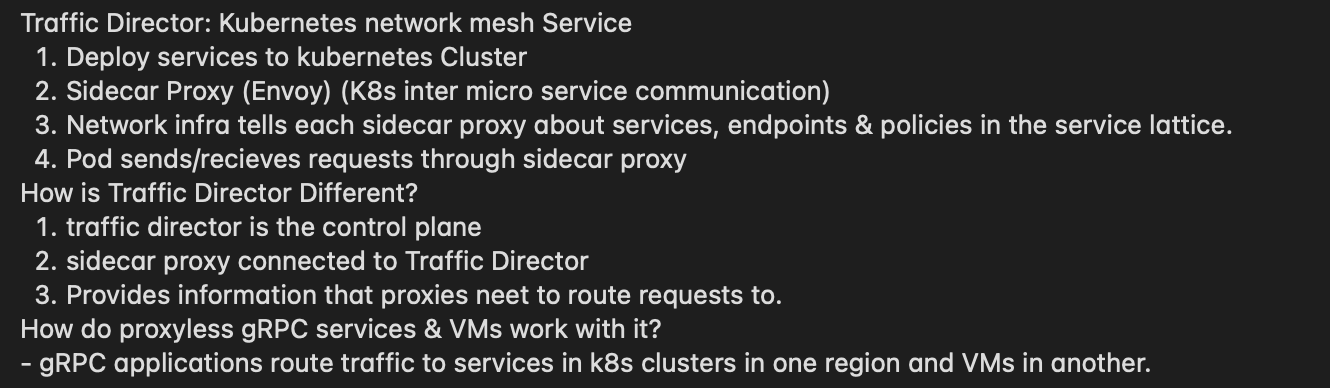 Traffic Director: Kubernetes network mesh Service
1. Deploy services to kubernetes Cluster
2. Sidecar Proxy (Envoy) (K8s inter micro service communication)
3. Network infra tells each sidecar proxy about services, endpoints & policies in the service lattice.
4. Pod sends/recieves requests through sidecar proxy
How is Traffic Director Different?
1. traffic director is the control plane
2. sidecar proxy connected to Traffic Director
3. Provides information that proxies neet to route requests to.
How do proxyless gRPC services & VMs work with it?
- gRPC applications route traffic to services in k8s clusters in one region and VMs in another.